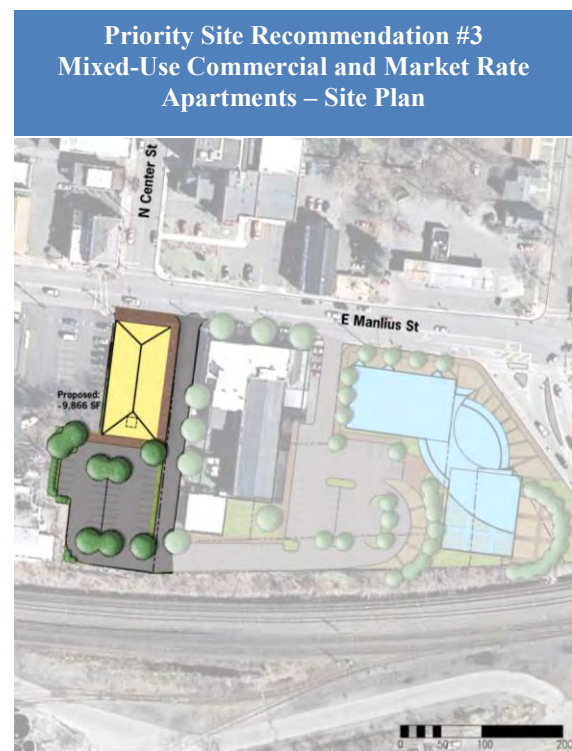 Priority Site Recommendation #3
Mixed-Use Commercial and Market Rate
Apartments – Site Plan
N Center St
E Manlius St
Proposed:
~9,866 SF
0 50 100 200